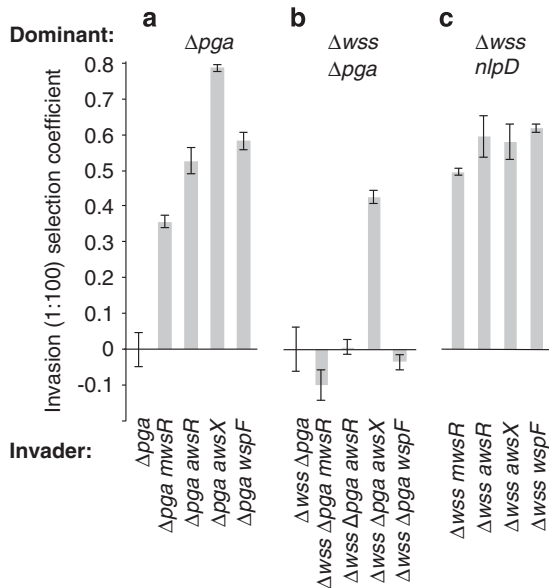 a b c
Dominant: Δpga Δwss Δwss
Δpga nlpD
Invasion (1:100) selection coefficient
0.8
0.7
0.6
0.5
0.4
0.3
0.2
0.1
0
-0.1
Invader:
Δpga
Δpga mwsR
Δpga awsR
Δpga awsX
Δpga wspF
Δwss Δpga
Δwss Δpga mwsR
Δwss Δpga awsR
Δwss Δpga awsX
Δwss Δpga wspF
Δwss mwsR
Δwss awsR
Δwss awsX
Δwss wspF